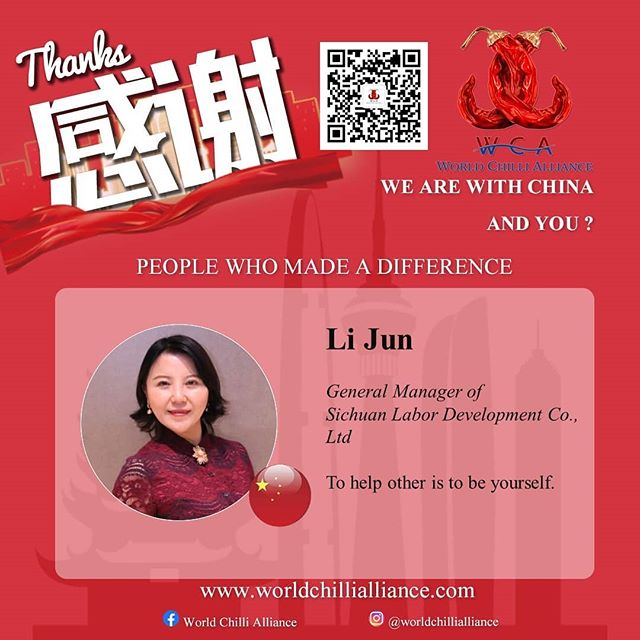 Thanks
感谢
W C A
WORLD CHILLI ALLIANCE
WE ARE WITH CHINA
AND YOU ?
PEOPLE WHO MADE A DIFFERENCE
Li Jun
General Manager of
Sichuan Labor Development Co.,
Ltd
To help other is to be yourself.
www.worldchillialliance.com
World Chilli Alliance
@worldchillialliance